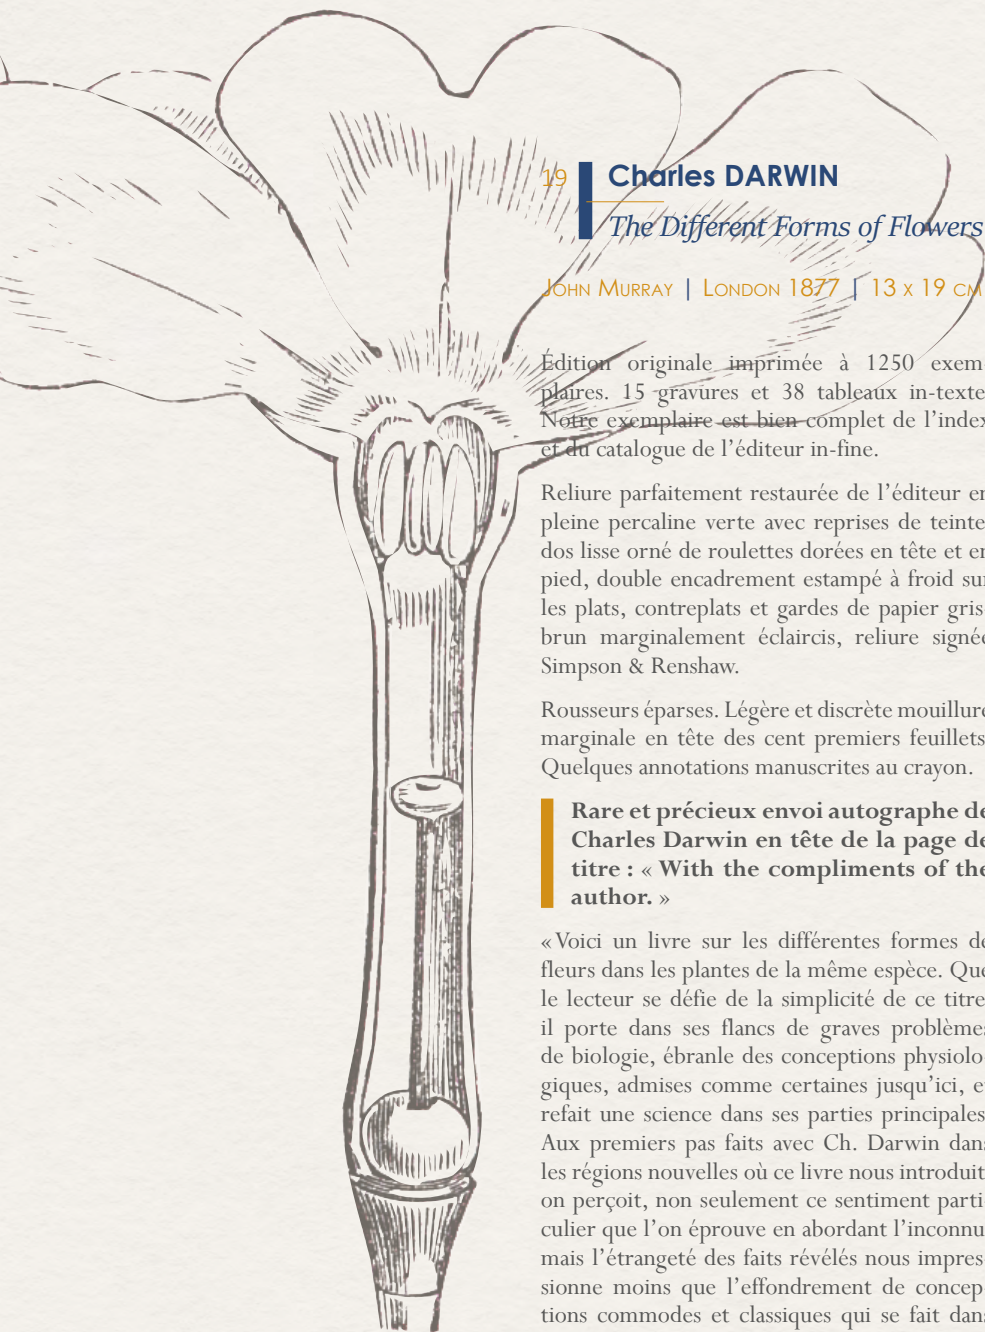 19
Charles DARWIN
The Different Forms of Flowers
John Murray | London 1877 | 13 x 19 cm
Édition originale imprimée à 1250 exem-
plaires. 15 gravures et 38 tableaux in-texte.
Notre exemplaire est bien complet de l’index
et du catalogue de l’éditeur in-fine.
Reliure parfaitement restaurée de l’éditeur en
pleine percaline verte avec reprises de teinte,
dos lisse orné de roulettes dorées en tête et en
pied, double encadrement estampé à froid sur
les plats, contreplats et gardes de papier gris-
brun marginalement éclaircis, reliure signée
Simpson & Renshaw.
Rousseurs éparses. Légère et discrète mouillure
marginale en tête des cent premiers feuillets.
Quelques annotations manuscrites au crayon.
Rare et précieux envoi autographe de
Charles Darwin en tête de la page de
titre : « With the compliments of the
author. »
« Voici un livre sur les différentes formes de
fleurs dans les plantes de la même espèce. Que
le lecteur se défie de la simplicité de ce titre,
il porte dans ses flancs de graves problèmes
de biologie, ébranle des conceptions physiolo-
giques, admises comme certaines jusqu’ici, et
refait une science dans ses parties principales.
Aux premiers pas faits avec Ch. Darwin dans
les régions nouvelles où ce livre nous introduit,
on perçoit, non seulement ce sentiment parti-
culier que l’on éprouve en abordant l’inconnu,
mais l’étrangeté des faits révélés nous impres-
sionne moins que l’effondrement de concep-
tions commodes et classiques qui se fait dans